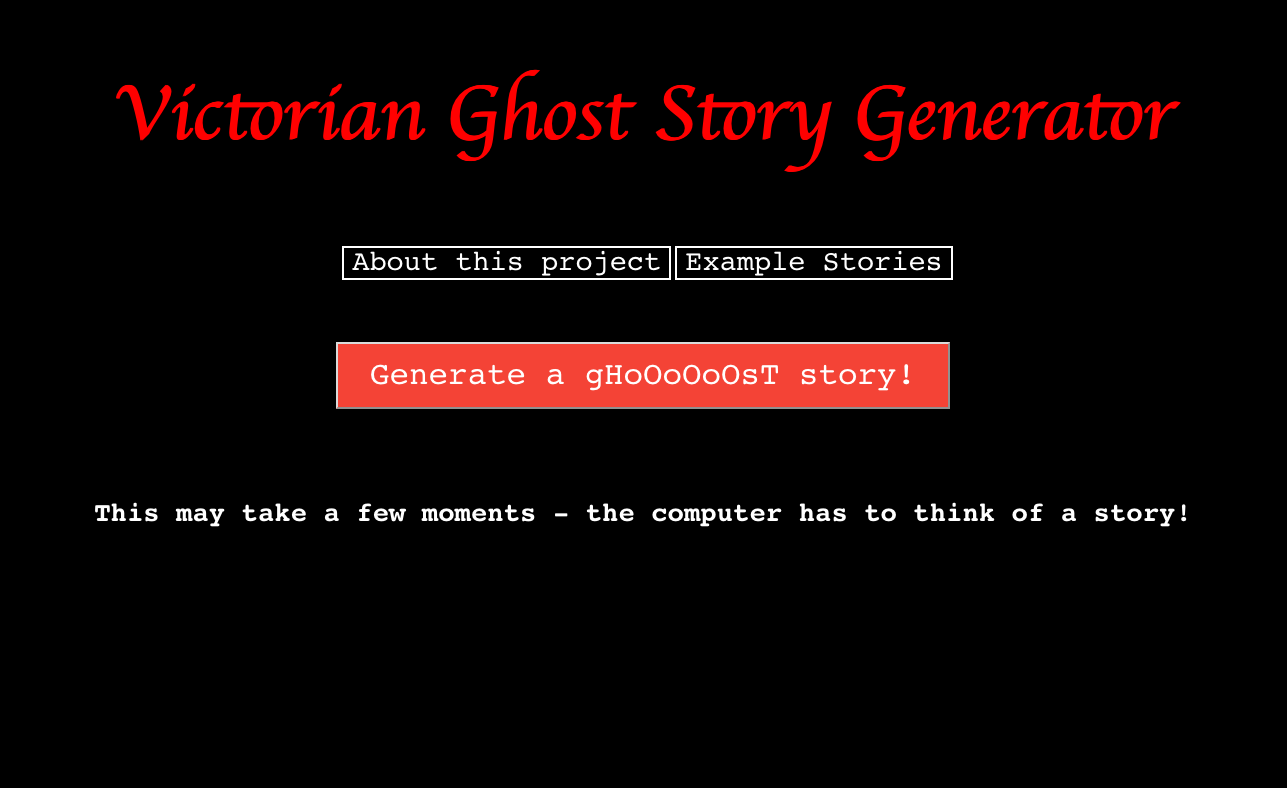 Victorian Ghost Story Generator
About this project Example Stories
Generate a gHoOoOoOsT story!
This may take a few moments – the computer has to think of a story!